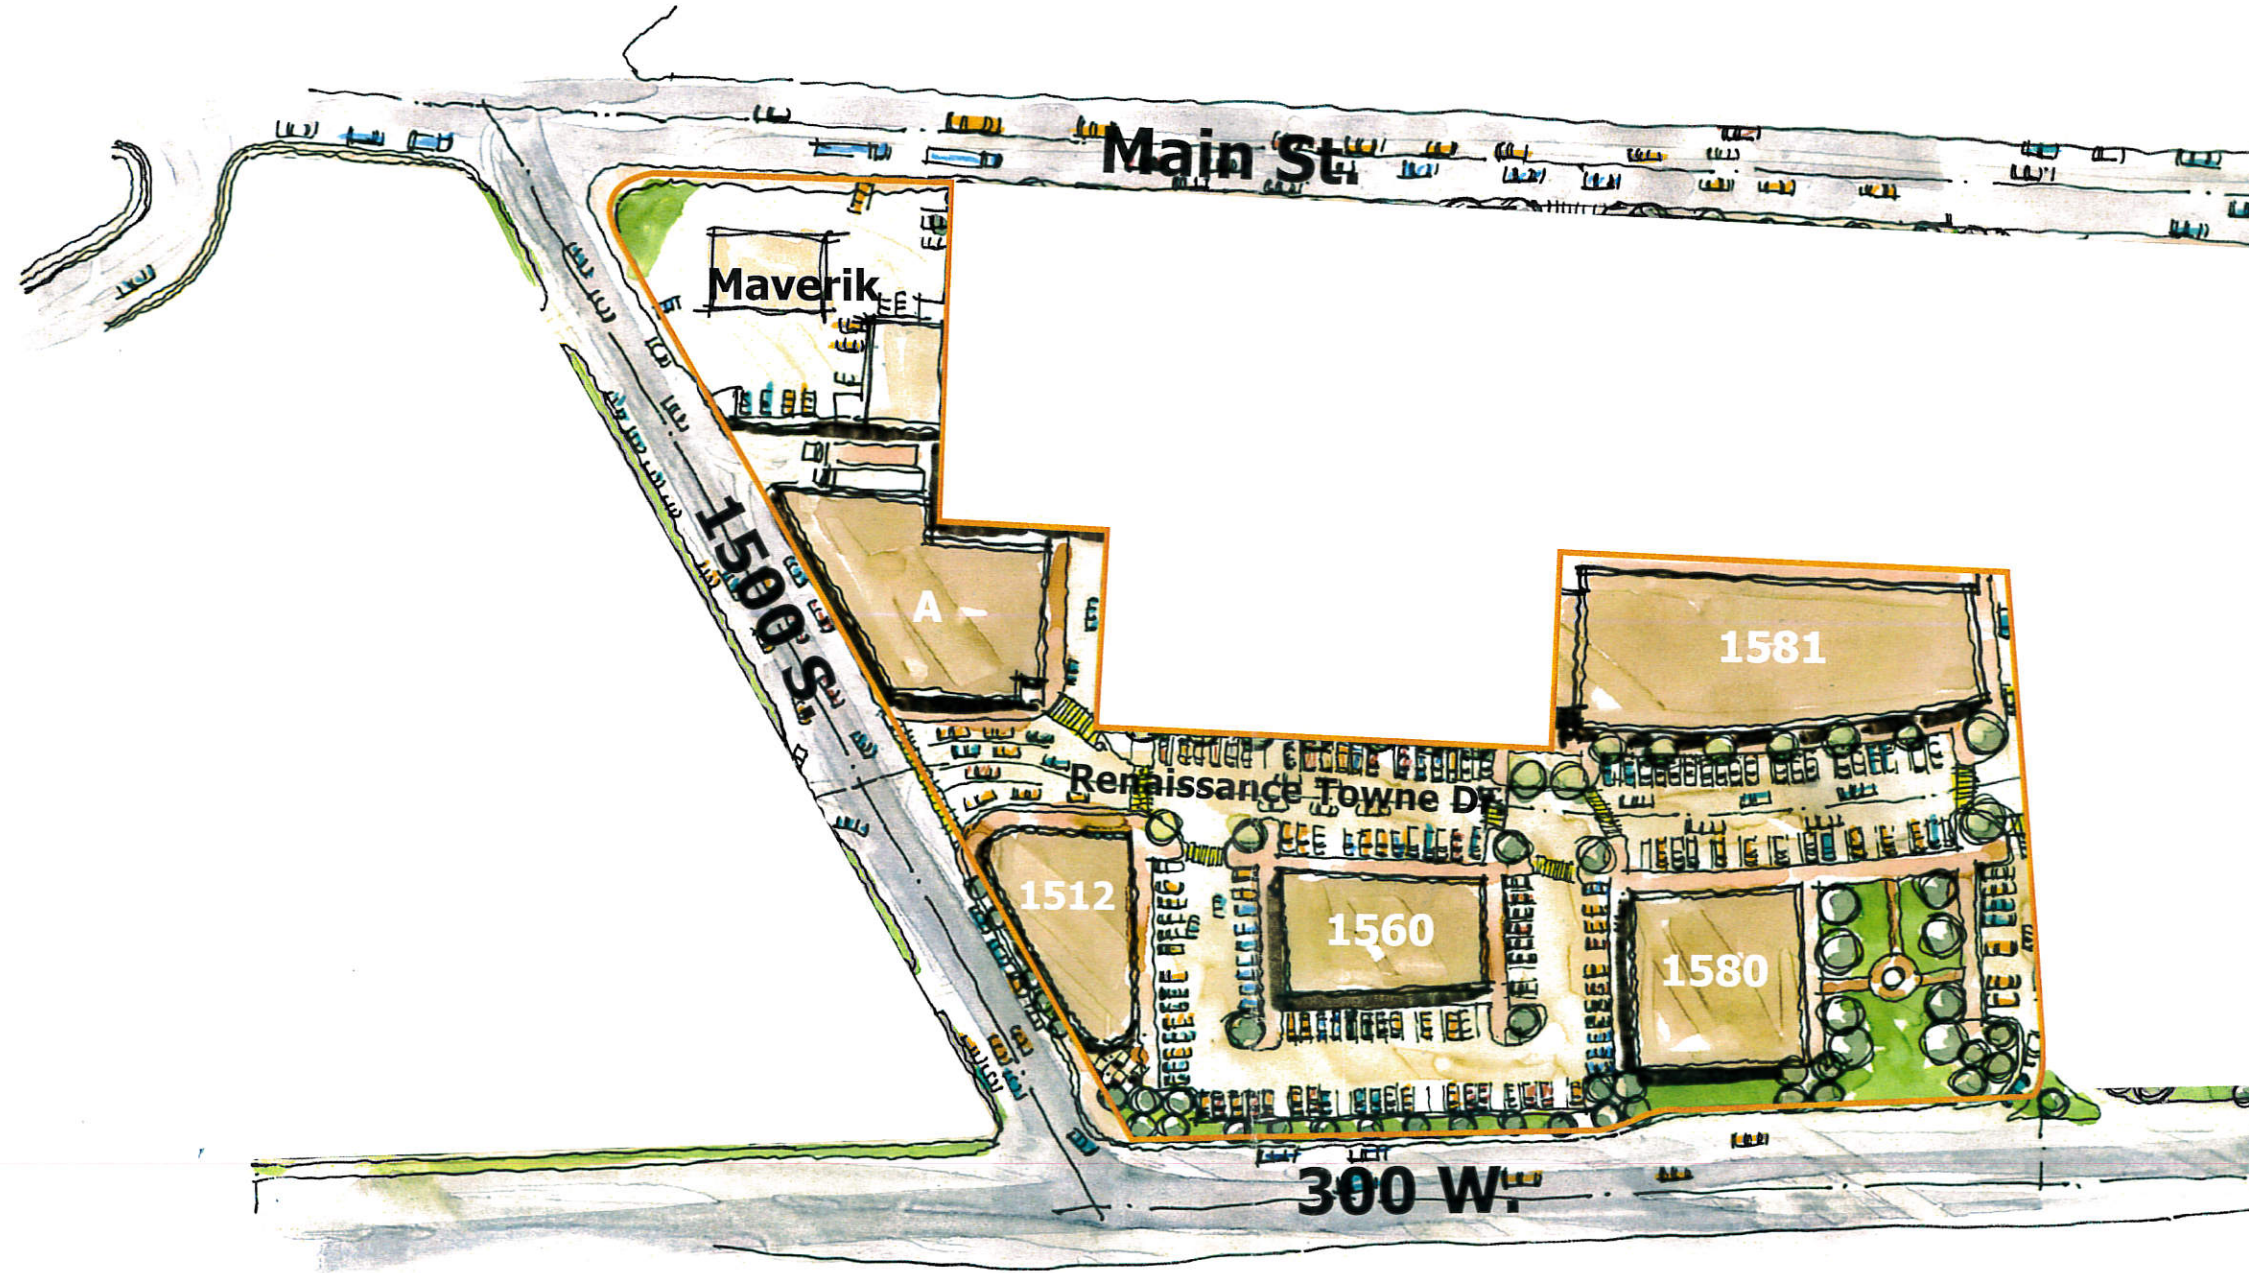 Main St.
Maverik
1500 S.
A
1581
Renaissance Towne Dr.
1512
1560
1580
300 W.